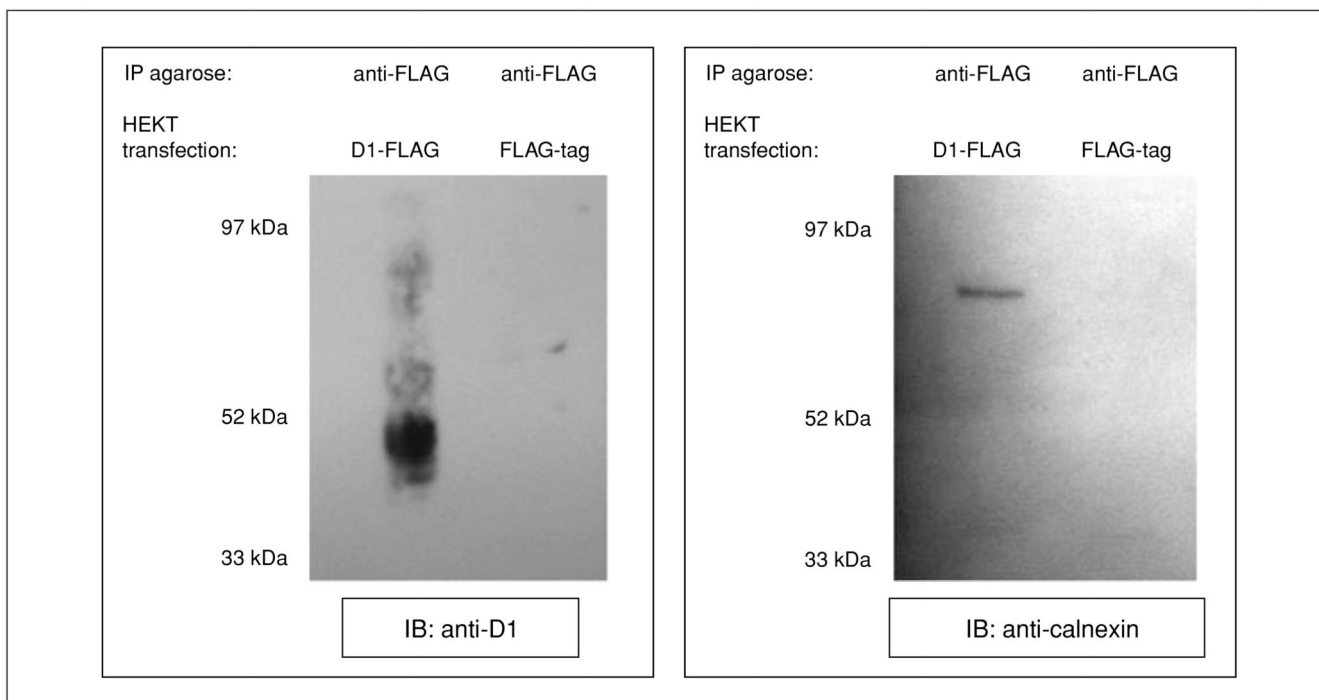 IP agarose: anti-FLAG anti-FLAG
HEKT
transfection: D1-FLAG FLAG-tag
97 kDa
52 kDa
33 kDa
IB: anti-D1
IP agarose: anti-FLAG anti-FLAG
HEKT
transfection: D1-FLAG FLAG-tag
97 kDa
52 kDa
33 kDa
IB: anti-calnexin